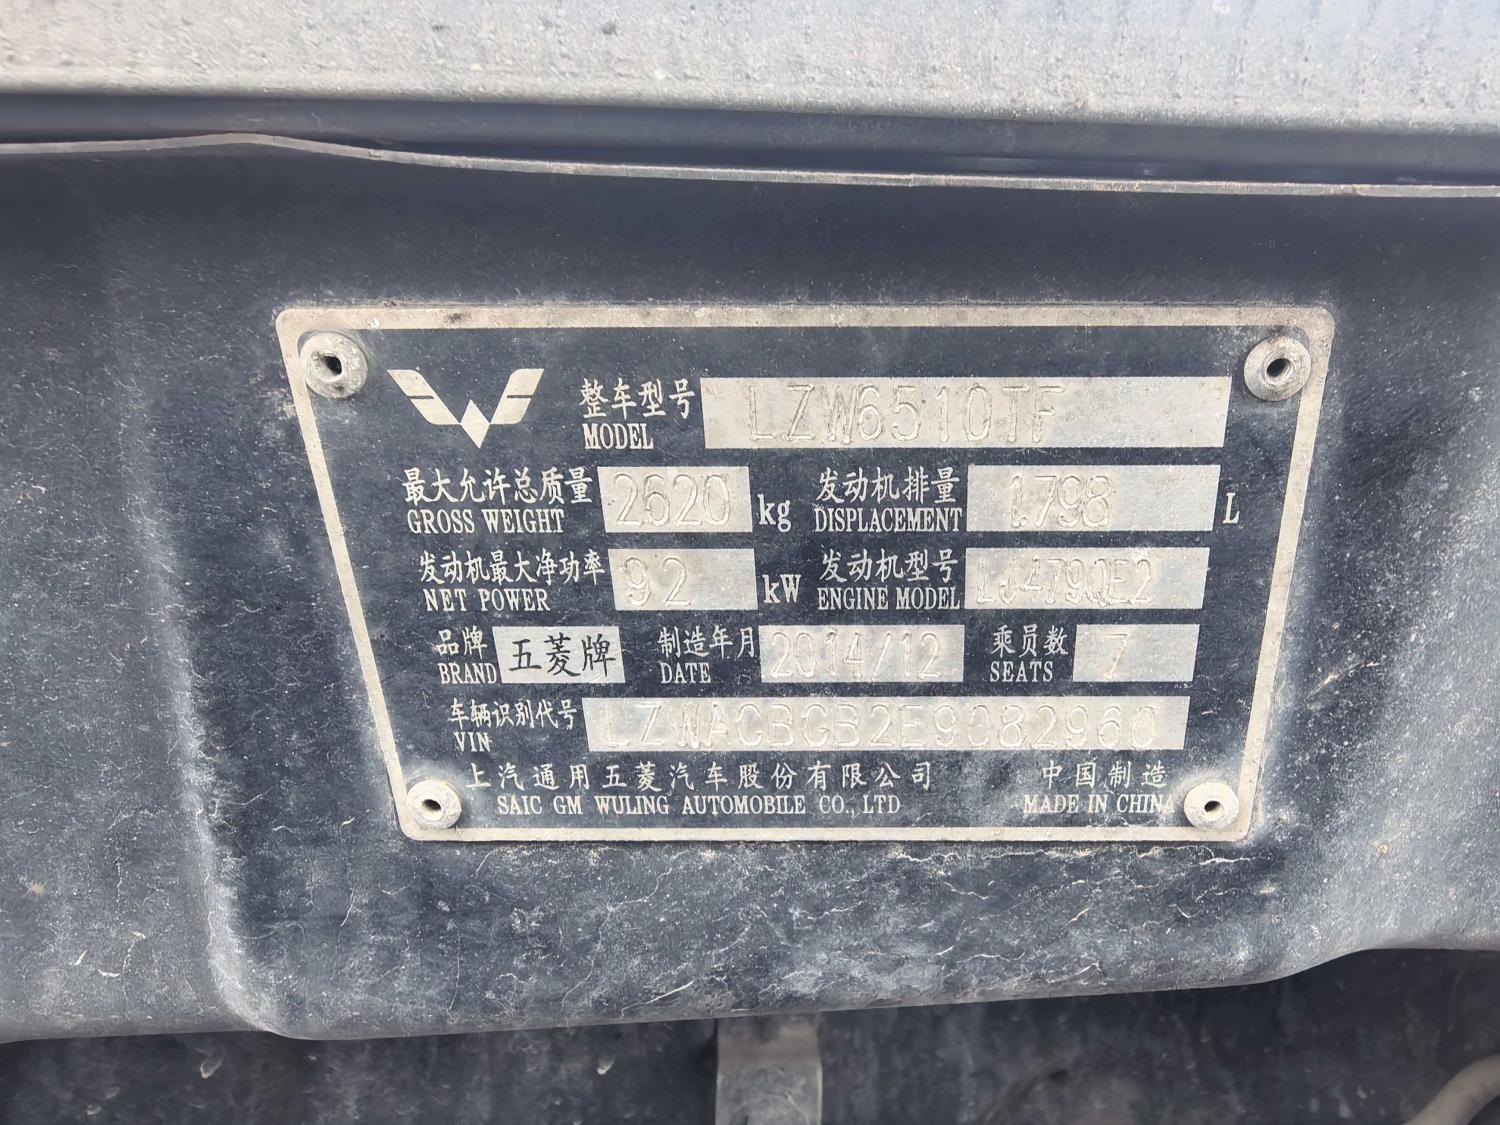 整车型号 LZW6510TF
MODEL
最大允许总质量 2620 kg 发动机排量 1.798 L
GROSS WEIGHT DISPLACEMENT
发动机最大净功率 92 kW 发动机型号 LJ479QE2
NET POWER ENGINE MODEL
品牌 五菱牌 制造年月 2014/12 乘员数 7
BRAND DATE SEATS
车辆识别代号 LZWACBGB2E9082960
VIN
上汽通用五菱汽车股份有限公司 中国制造
SAIC GM WULING AUTOMOBILE CO.,LTD MADE IN CHINA